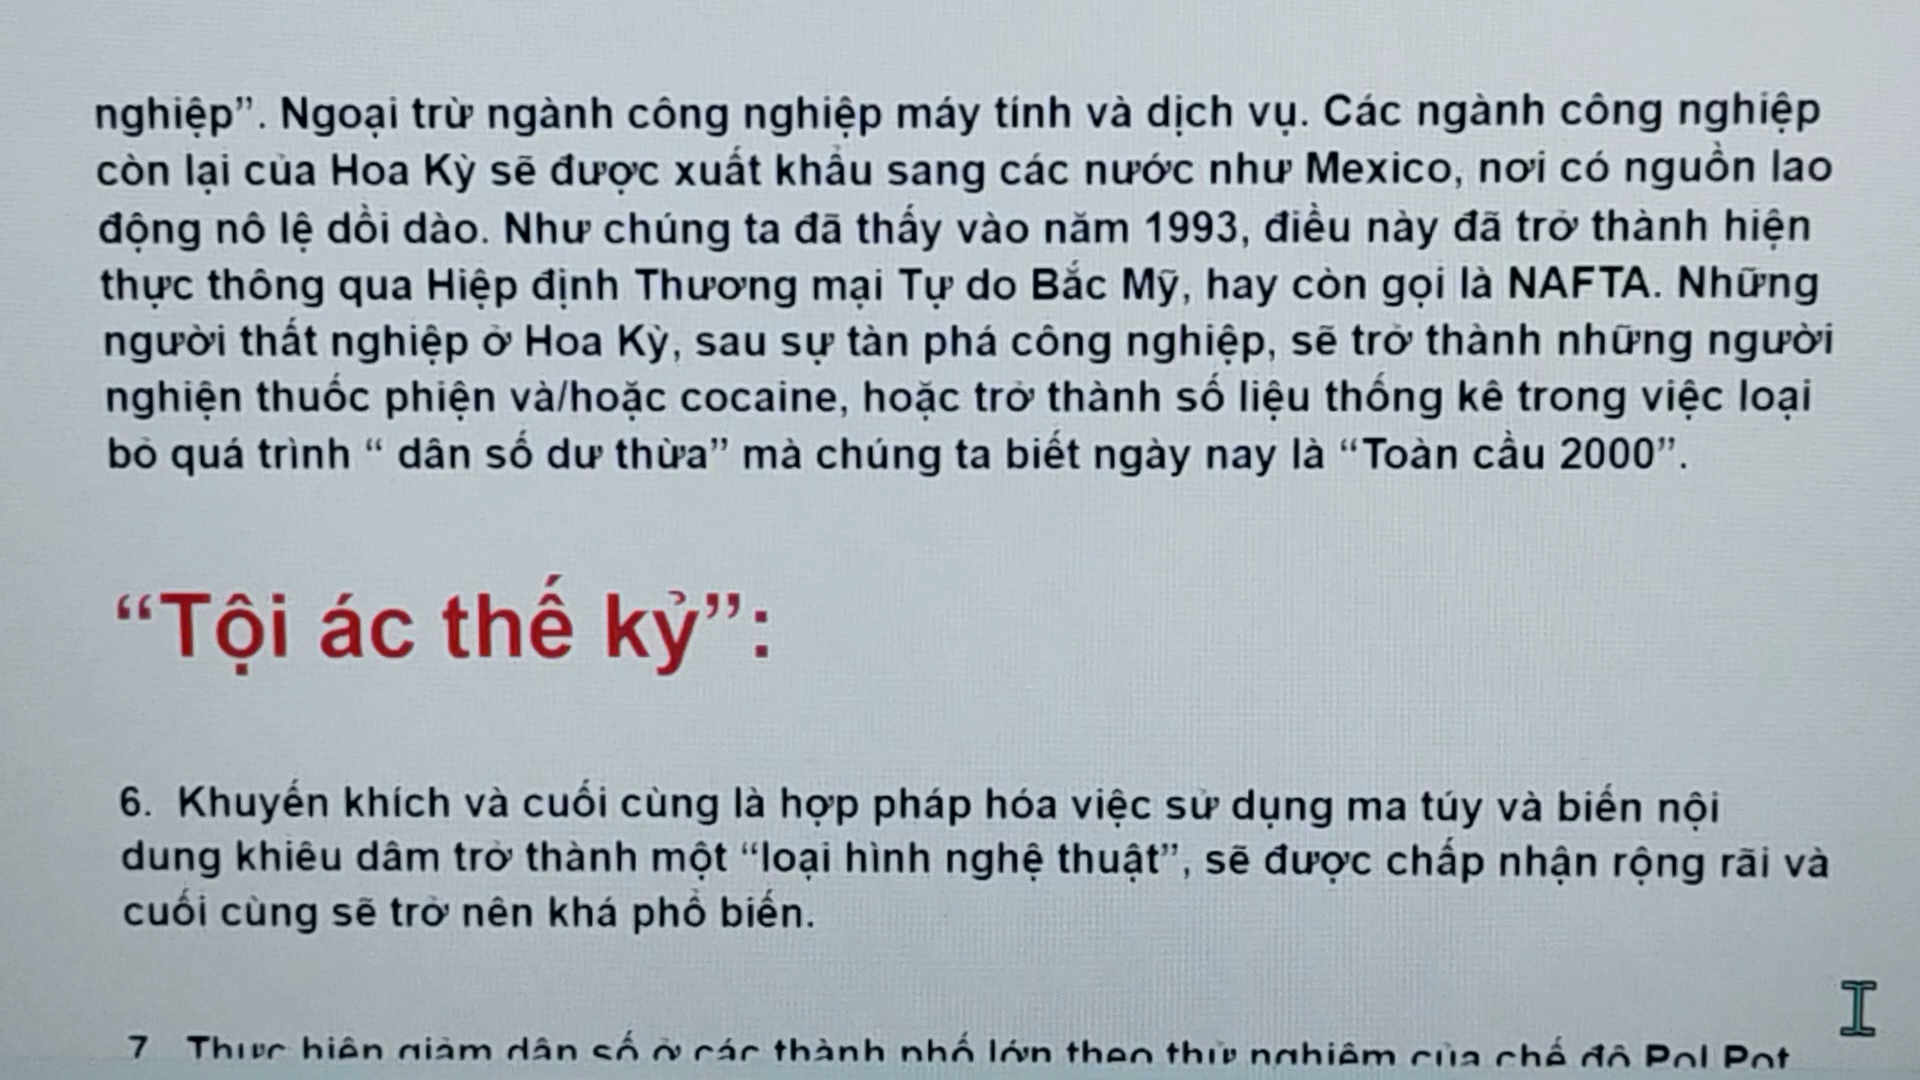 nghiệp”. Ngoại trừ ngành công nghiệp máy tính và dịch vụ. Các ngành công nghiệp
còn lại của Hoa Kỳ sẽ được xuất khẩu sang các nước như Mexico, nơi có nguồn lao
động nô lệ dồi dào. Như chúng ta đã thấy vào năm 1993, điều này đã trở thành hiện
thực thông qua Hiệp định Thương mại Tự do Bắc Mỹ, hay còn gọi là NAFTA. Những
người thất nghiệp ở Hoa Kỳ, sau sự tàn phá công nghiệp, sẽ trở thành những người
nghiện thuốc phiện và/hoặc cocaine, hoặc trở thành số liệu thống kê trong việc loại
bỏ quá trình “ dân số dư thừa” mà chúng ta biết ngày nay là “Toàn cầu 2000”.
“Tội ác thế kỷ”:
6. Khuyến khích và cuối cùng là hợp pháp hóa việc sử dụng ma túy và biến nội
dung khiêu dâm trở thành một “loại hình nghệ thuật”, sẽ được chấp nhận rộng rãi và
cuối cùng sẽ trở nên khá phổ biến.
7 Thực hiện giảm dân số ở các thành phố lớn theo thử nghiệm của chế độ Pol Pot